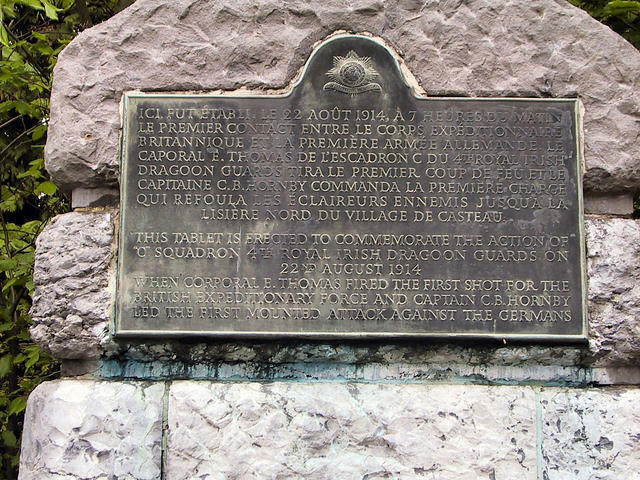 ICI FUT ÉTABLI, LE 22 AOÛT 1914, À 7 HEURES DU MATIN
LE PREMIER CONTACT ENTRE LE CORPS EXPÉDITIONNAIRE
BRITANNIQUE ET LA PREMIÈRE ARMÉE ALLEMANDE. LE
CAPORAL E. THOMAS DE L'ESCADRON C DU 4TH ROYAL IRISH
DRAGOON GUARDS TIRA LE PREMIER COUP DE FEU ET LE
CAPITAINE C.B. HORNBY COMMANDA LA PREMIÈRE CHARGE
QUI REFOULA LES ÉCLAIREURS ENNEMIS JUSQU'À LA
LISIÈRE NORD DU VILLAGE DE CASTEAU.
THIS TABLET IS ERECTED TO COMMEMORATE THE ACTION OF
"C" SQUADRON 4TH ROYAL IRISH DRAGOON GUARDS ON
22ND AUGUST 1914
WHEN CORPORAL E. THOMAS FIRED THE FIRST SHOT FOR THE
BRITISH EXPEDITIONARY FORCE AND CAPTAIN C.B. HORNBY
LED THE FIRST MOUNTED ATTACK AGAINST THE GERMANS